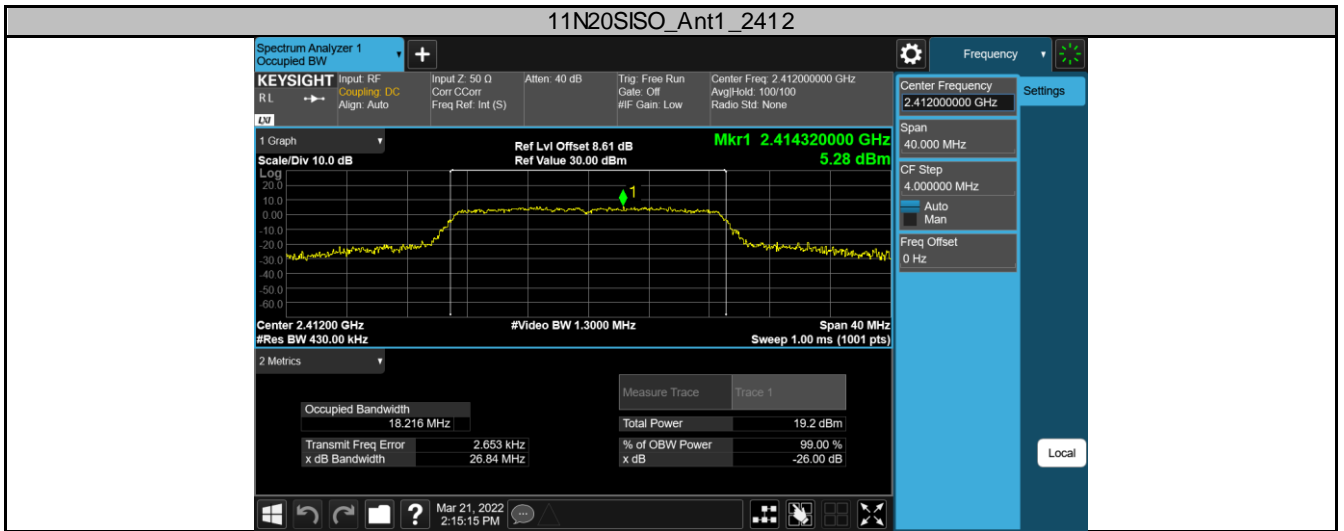 11N20SISO_Ant1_2412
Spectrum Analyzer 1
Occupied BW
+
Frequency
KEYSIGHT
RL
LXI
Input: RF
Coupling: DC
Align: Auto
Input Z: 50 Ω
Corr CCorr
Freq Ref: Int (S)
Atten: 40 dB
Trig: Free Run
Gate: Off
#IF Gain: Low
Center Freq: 2.412000000 GHz
Avg|Hold: 100/100
Radio Std: None
1 Graph
Scale/Div 10.0 dB
Ref Lvl Offset 8.61 dB
Ref Value 30.00 dBm
Mkr1 2.414320000 GHz
5.28 dBm
Log
20.0
10.0
0.00
-10.0
-20.0
-30.0
-40.0
-50.0
-60.0
1
Center 2.41200 GHz
#Res BW 430.00 kHz
#Video BW 1.3000 MHz
Span 40 MHz
Sweep 1.00 ms (1001 pts)
2 Metrics
Measure Trace Trace 1
Occupied Bandwidth
18.216 MHz
Total Power 19.2 dBm
Transmit Freq Error 2.653 kHz
% of OBW Power 99.00 %
x dB Bandwidth 26.84 MHz
x dB -26.00 dB
Center Frequency
2.412000000 GHz
Settings
Span
40.000 MHz
CF Step
4.000000 MHz
Auto
Man
Freq Offset
0 Hz
Local
?
Mar 21, 2022
2:15:15 PM